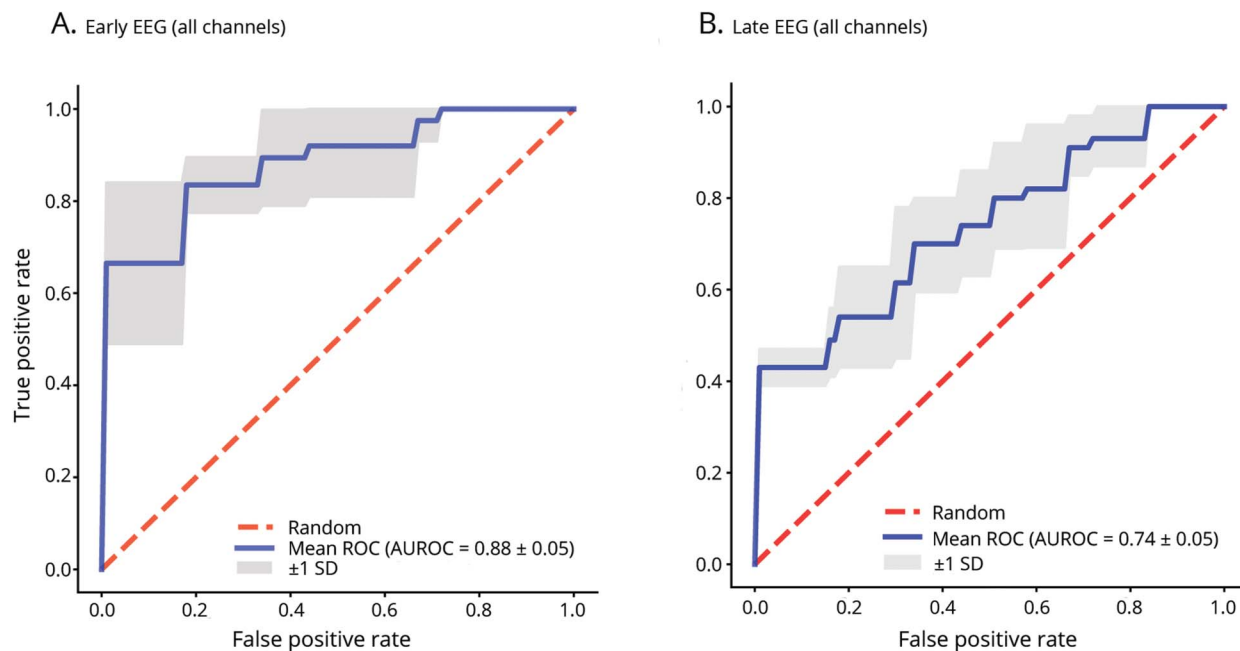 A. Early EEG (all channels)
1.0
0.8
0.6
0.4
0.2
0.0
True positive rate
Random
Mean ROC (AUROC = 0.88 ± 0.05)
±1 SD
0.0 0.2 0.4 0.6 0.8 1.0
False positive rate
B. Late EEG (all channels)
1.0
0.8
0.6
0.4
0.2
0.0
Random
Mean ROC (AUROC = 0.74 ± 0.05)
±1 SD
0.0 0.2 0.4 0.6 0.8 1.0
False positive rate